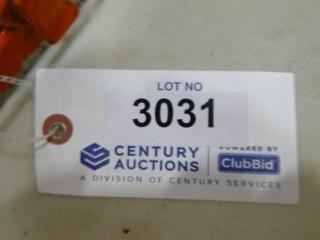 LOT NO
3031
CENTURY AUCTIONS
POWERED BY
ClubBid
A DIVISION OF CENTURY SERVICES